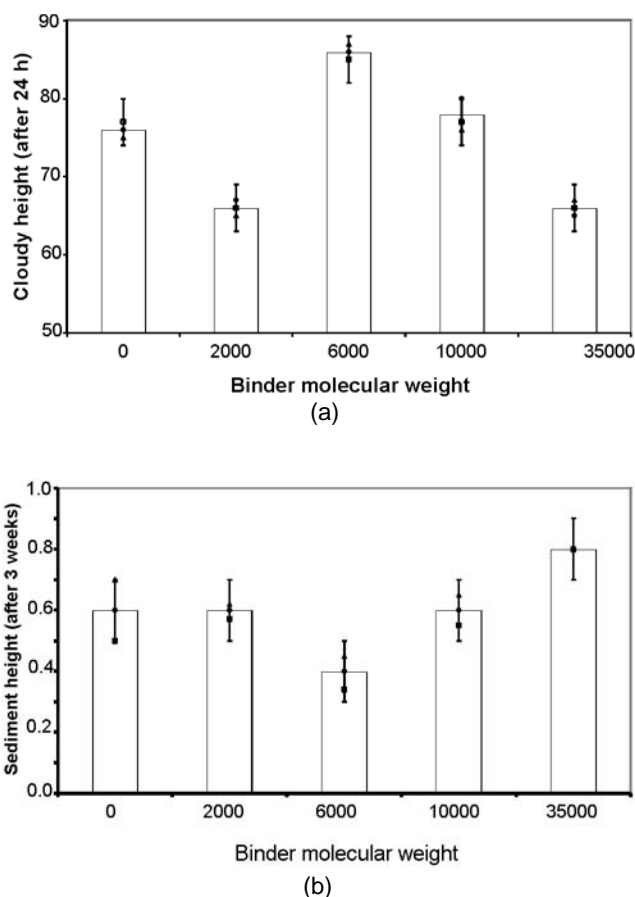 Cloudy height (after 24 h)
90
80
70
60
50
0 2000 6000 10000 35000
Binder molecular weight
(a)
Sediment height (after 3 weeks)
1.0
0.8
0.6
0.4
0.2
0.0
0 2000 6000 10000 35000
Binder molecular weight
(b)